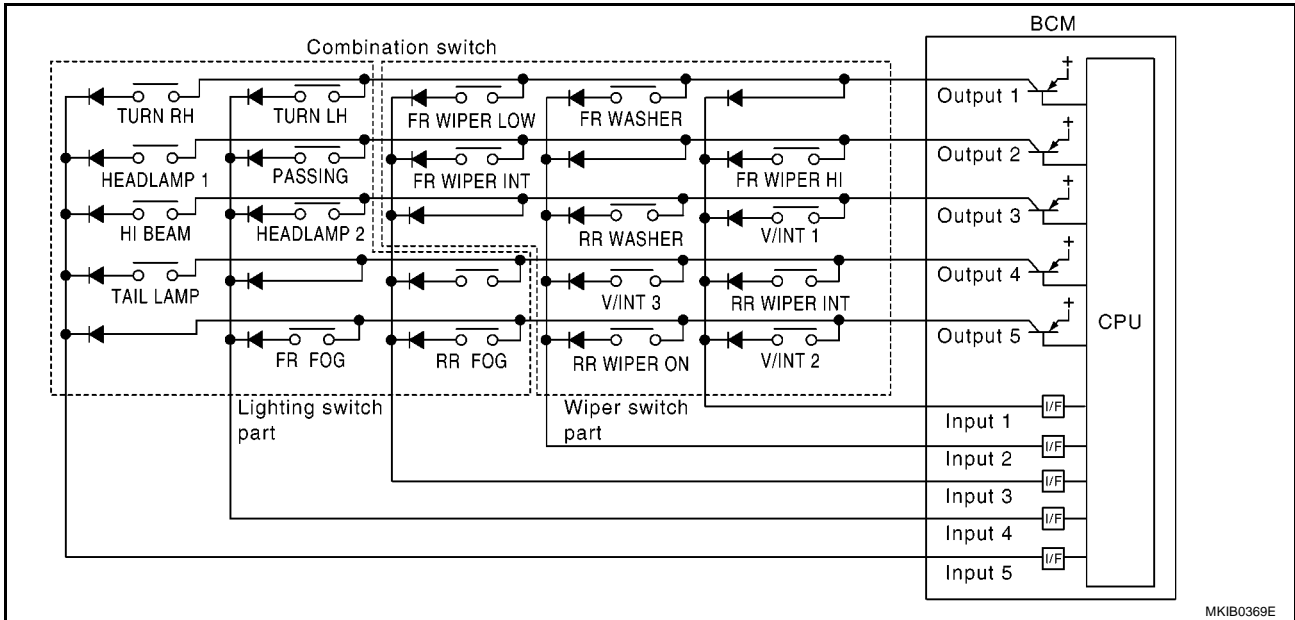 BCM
Combination switch
+
TURN RH
TURN LH
FR WIPER LOW
FR WASHER
Output 1
+
HEADLAMP 1
PASSING
FR WIPER INT
FR WIPER HI
Output 2
+
HI BEAM
HEADLAMP 2
RR WASHER
V/INT 1
Output 3
+
TAIL LAMP
V/INT 3
RR WIPER INT
Output 4
+
FR FOG
RR FOG
RR WIPER ON
V/INT 2
Output 5
CPU
Lighting switch
part
Wiper switch
part
Input 1
I/F
Input 2
I/F
Input 3
I/F
Input 4
I/F
Input 5
I/F
MKIB0369E